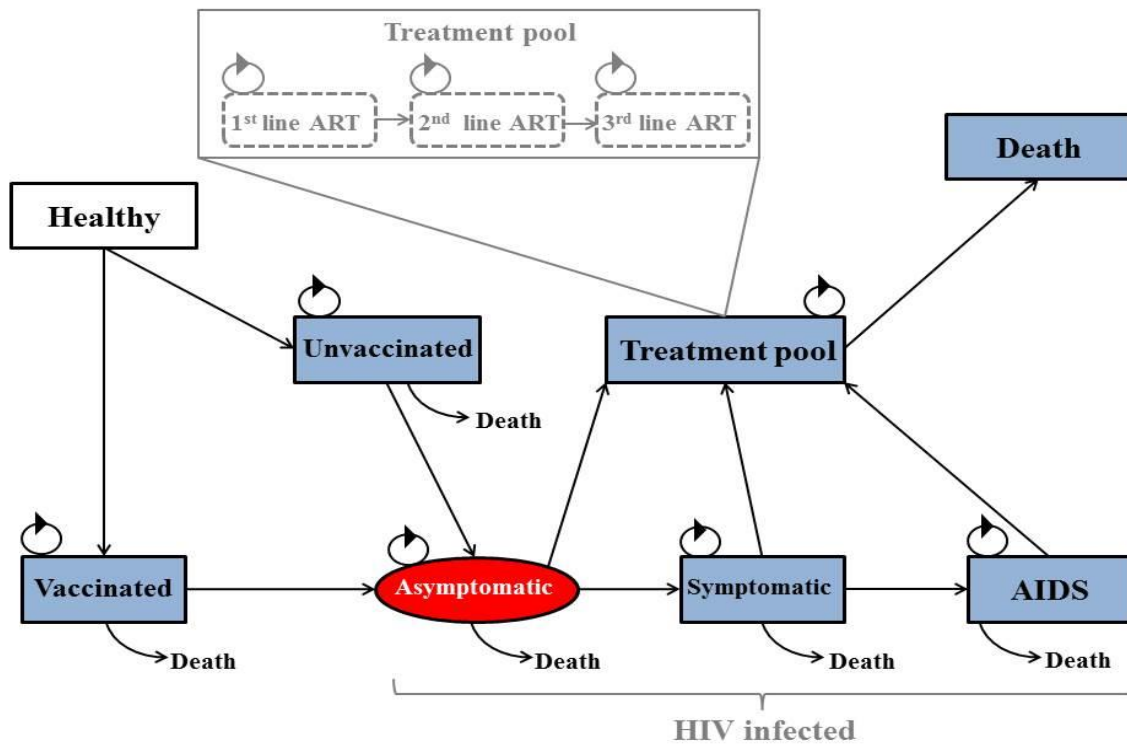 Treatment pool
1st line ART
2nd line ART
3rd line ART
Death
Healthy
Unvaccinated
Treatment pool
Death
Vaccinated
Asymptomatic
Symptomatic
AIDS
Death
Death
Death
Death
HIV infected